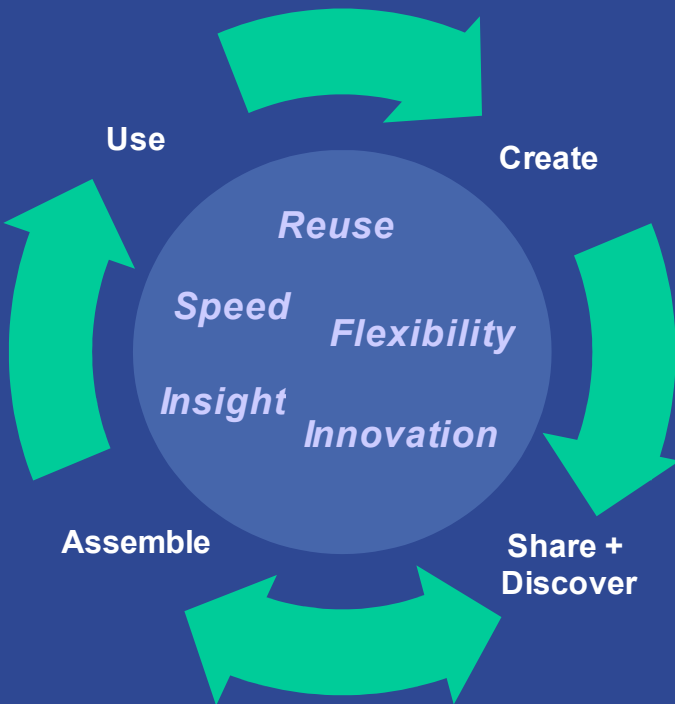 Use
Create
Reuse
Speed
Flexibility
Insight
Innovation
Assemble
Share +
Discover